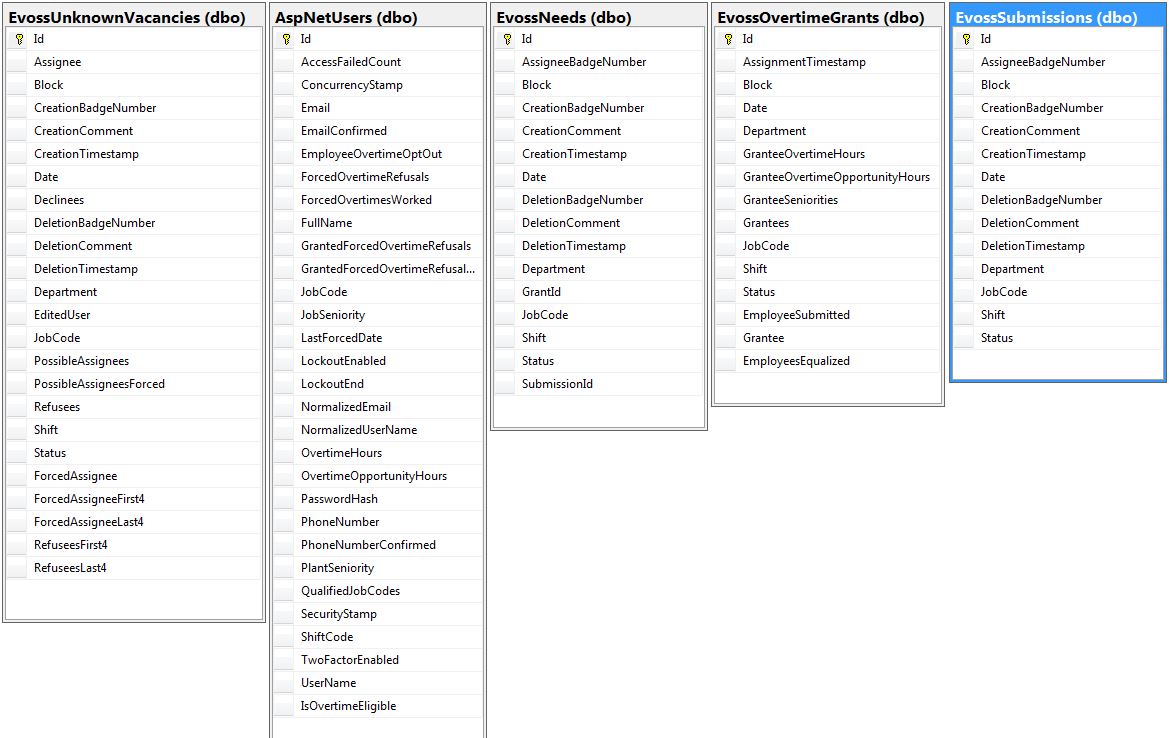 EvossUnknownVacancies (dbo)
Id
Assignee
Block
CreationBadgeNumber
CreationComment
CreationTimestamp
Date
Declinees
DeletionBadgeNumber
DeletionComment
DeletionTimestamp
Department
EditedUser
JobCode
PossibleAssignees
PossibleAssigneesForced
Refusees
Shift
Status
ForcedAssignee
ForcedAssigneeFirst4
ForcedAssigneeLast4
RefuseesFirst4
RefuseesLast4
AspNetUsers (dbo)
Id
AccessFailedCount
ConcurrencyStamp
Email
EmailConfirmed
EmployeeOvertimeOptOut
ForcedOvertimeRefusals
ForcedOvertimesWorked
FullName
GrantedForcedOvertimeRefusals
GrantedForcedOvertimeRefusal...
JobCode
JobSeniority
LastForcedDate
LockoutEnabled
LockoutEnd
NormalizedEmail
NormalizedUserName
OvertimeHours
OvertimeOpportunityHours
PasswordHash
PhoneNumber
PhoneNumberConfirmed
PlantSeniority
QualifiedJobCodes
SecurityStamp
ShiftCode
TwoFactorEnabled
UserName
IsOvertimeEligible
EvossNeeds (dbo)
Id
AssigneeBadgeNumber
Block
CreationBadgeNumber
CreationComment
CreationTimestamp
Date
DeletionBadgeNumber
DeletionComment
DeletionTimestamp
Department
GrantId
JobCode
Shift
Status
SubmissionId
EvossOvertimeGrants (dbo)
Id
AssignmentTimestamp
Block
Date
Department
GranteeOvertimeHours
GranteeOvertimeOpportunityHours
GranteeSeniorities
Grantees
JobCode
Shift
Status
EmployeeSubmitted
Grantee
EmployeesEqualized
EvossSubmissions (dbo)
Id
AssigneeBadgeNumber
Block
CreationBadgeNumber
CreationComment
CreationTimestamp
Date
DeletionBadgeNumber
DeletionComment
DeletionTimestamp
Department
JobCode
Shift
Status